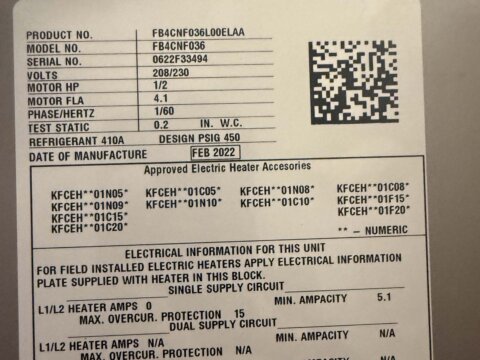 PRODUCT NO. FB4CNF036L00ELAA
MODEL NO. FB4CNF036
SERIAL NO. 0622F33494
VOLTS 208/230
MOTOR HP 1/2
MOTOR FLA 4.1
PHASE/HERTZ 1/60
TEST STATIC 0.2 IN. W.C.
REFRIGERANT 410A DESIGN PSIG 450
DATE OF MANUFACTURE FEB 2022
Approved Electric Heater Accesories
KFCEH**01N05* KFCEH**01C05* KFCEH**01N08* KFCEH**01C08*
KFCEH**01N09* KFCEH**01N10* KFCEH**01C10* KFCEH**01F15*
KFCEH**01C15* KFCEH**01F20*
KFCEH**01C20*
** – NUMERIC
ELECTRICAL INFORMATION FOR THIS UNIT
FOR FIELD INSTALLED ELECTRIC HEATERS APPLY ELECTRICAL INFORMATION
PLATE SUPPLIED WITH HEATER IN THIS BLOCK.
SINGLE SUPPLY CIRCUIT
L1/L2 HEATER AMPS 0 MIN. AMPACITY 5.1
MAX. OVERCUR. PROTECTION 15
DUAL SUPPLY CIRCUIT
L1/L2 HEATER AMPS N/A MIN. AMPACITY N/A
MAX. OVERCUR. PROTECTION N/A
N/A